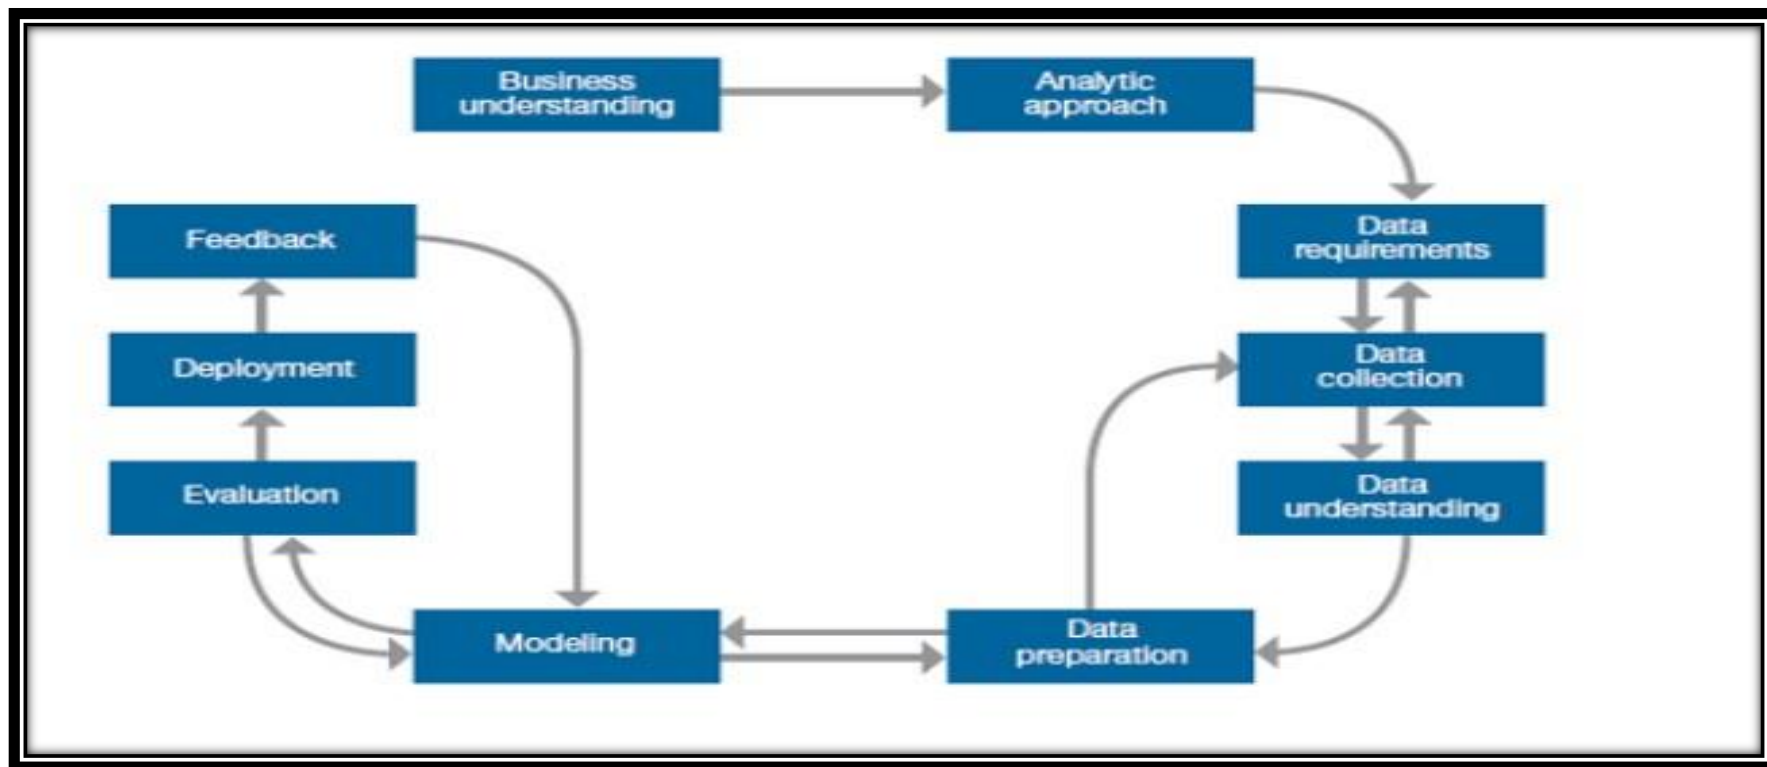 Business
understanding
Analytic
approach
Data
requirements
Data
collection
Data
understanding
Data
preparation
Modeling
Evaluation
Deployment
Feedback